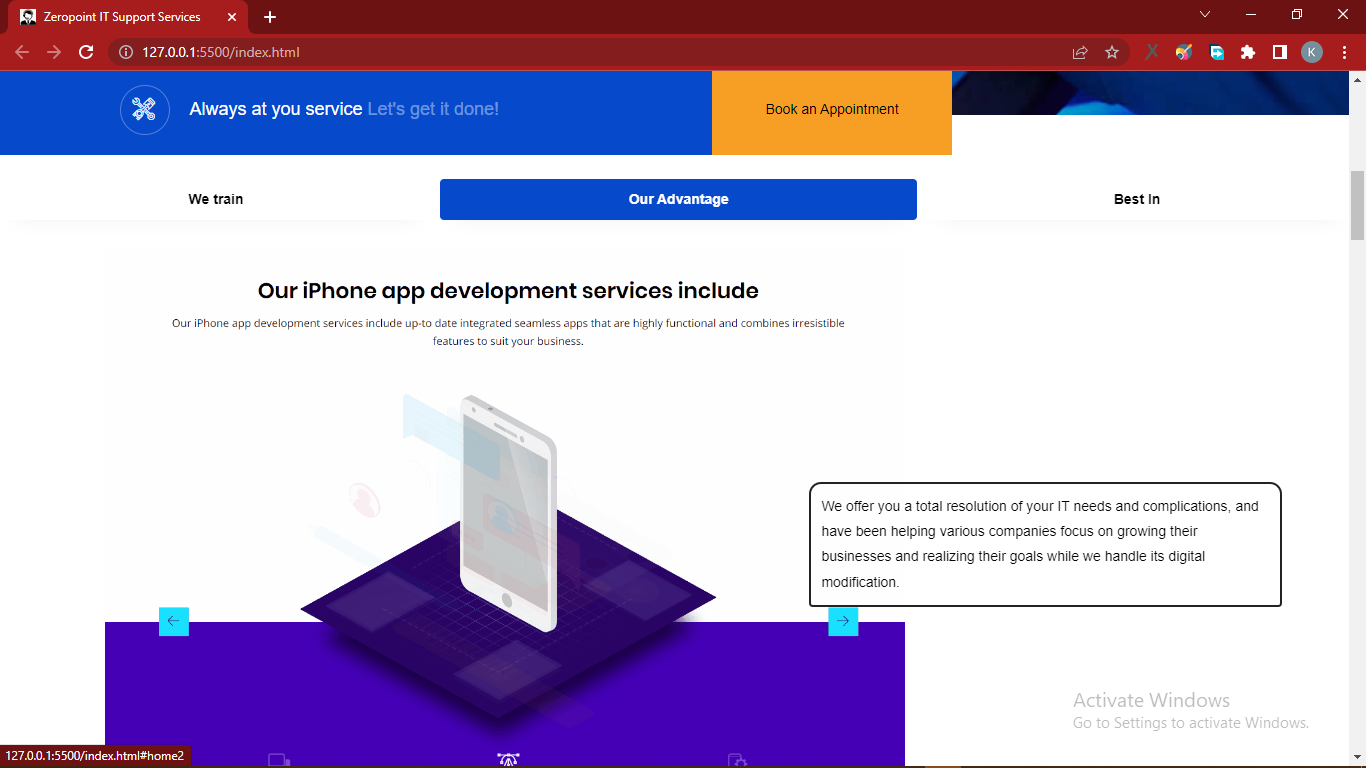 Zeropoint IT Support Services
127.0.0.1:5500/index.html
K
Always at you service Let's get it done!
Book an Appointment
We train
Our Advantage
Best In
Our iPhone app development services include
Our iPhone app development services include up-to date integrated seamless apps that are highly functional and combines irresistible
features to suit your business.
We offer you a total resolution of your IT needs and complications, and
have been helping various companies focus on growing their
businesses and realizing their goals while we handle its digital
modification.
Activate Windows
Go to Settings to activate Windows.
127.0.0.1:5500/index.html#home2